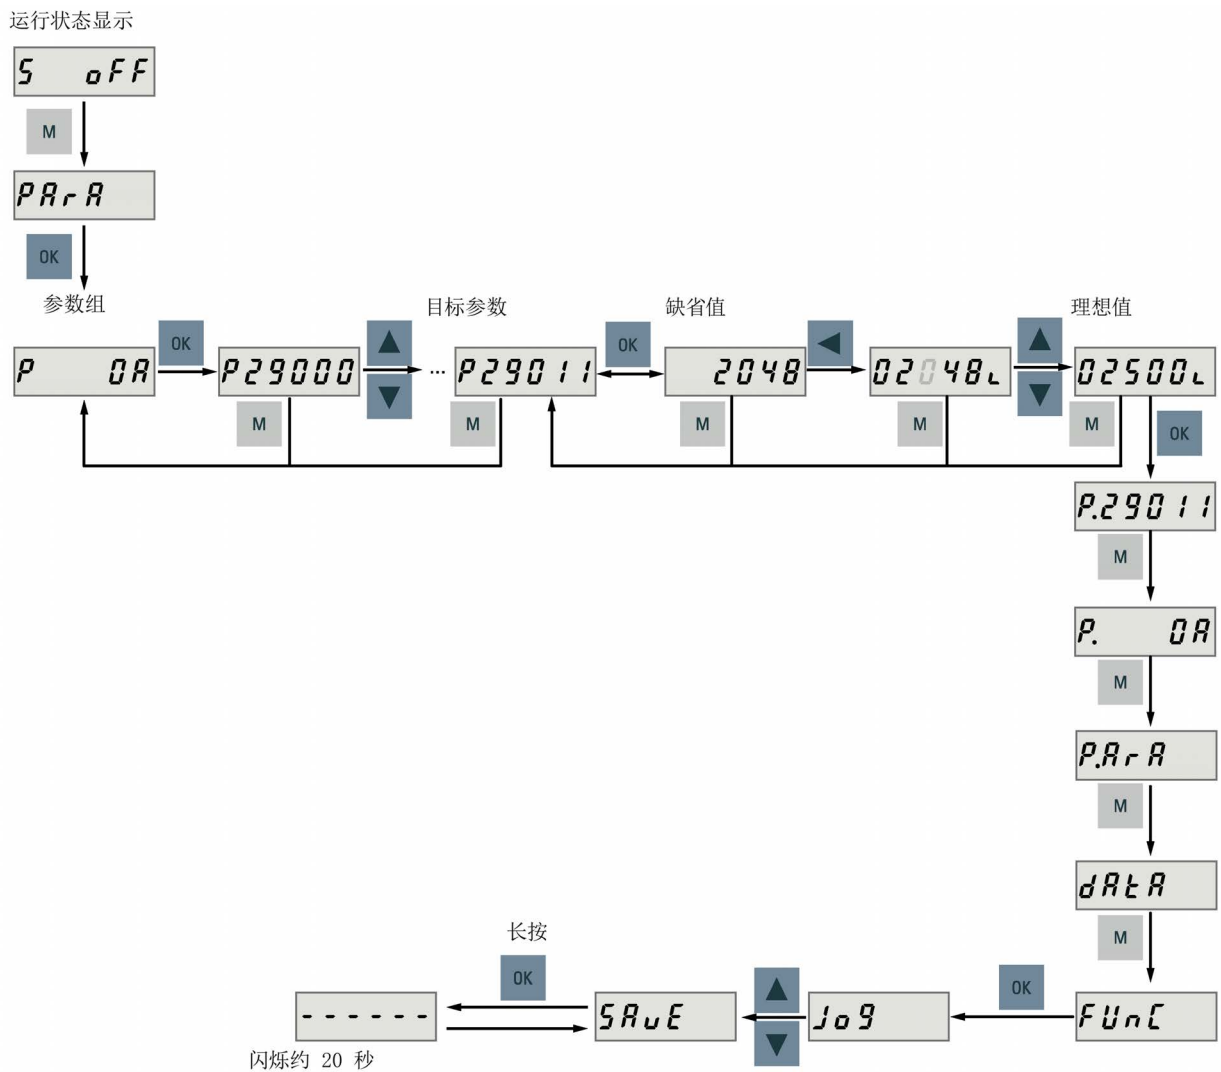 运行状态显示
S oFF
M
PArA
OK
参数组
目标参数
缺省值
理想值
OK
OK
P 0A
P29000
...
P29011
2048
02048L
02500L
M
M
M
M
M
OK
P.29011
M
P. 0A
M
P.ArA
M
dAtA
M
长按
OK
OK
------
SAvE
Jog
FUnC
闪烁约 20 秒